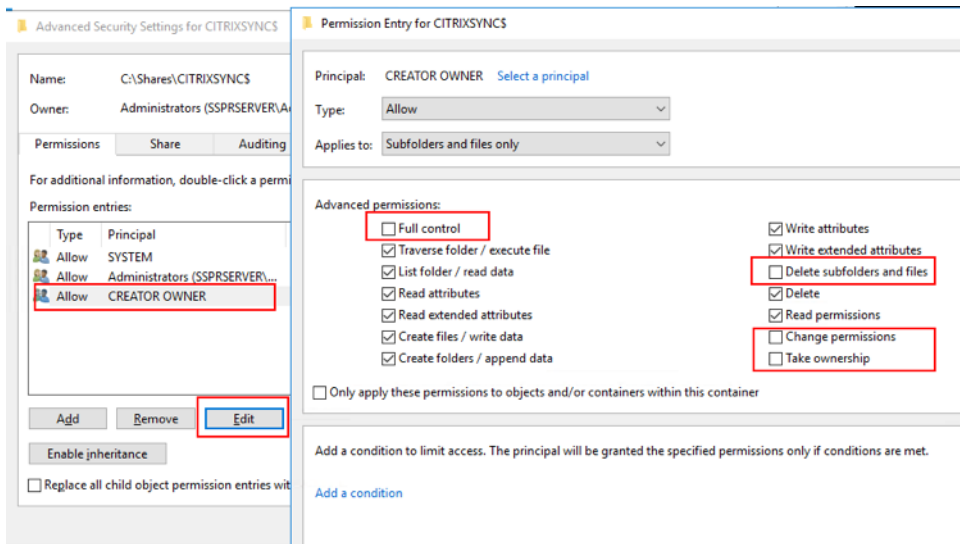 Advanced Security Settings for CITRIXSYNC$
Name: C:\Shares\CITRIXSYNC$
Owner: Administrators (SSPRSERVER\A
Permissions Share Auditing
For additional information, double-click a permi
Permission entries:
Type Principal
Allow SYSTEM
Allow Administrators (SSPRSERVER\...
Allow CREATOR OWNER
Add Remove Edit
Enable inheritance
Replace all child object permission entries wit
Permission Entry for CITRIXSYNC$
Principal: CREATOR OWNER Select a principal
Type: Allow
Applies to: Subfolders and files only
Advanced permissions:
Full control
Traverse folder / execute file
List folder / read data
Read attributes
Read extended attributes
Create files / write data
Create folders / append data
Write attributes
Write extended attributes
Delete subfolders and files
Delete
Read permissions
Change permissions
Take ownership
Only apply these permissions to objects and/or containers within this container
Add a condition to limit access. The principal will be granted the specified permissions only if conditions are met.
Add a condition